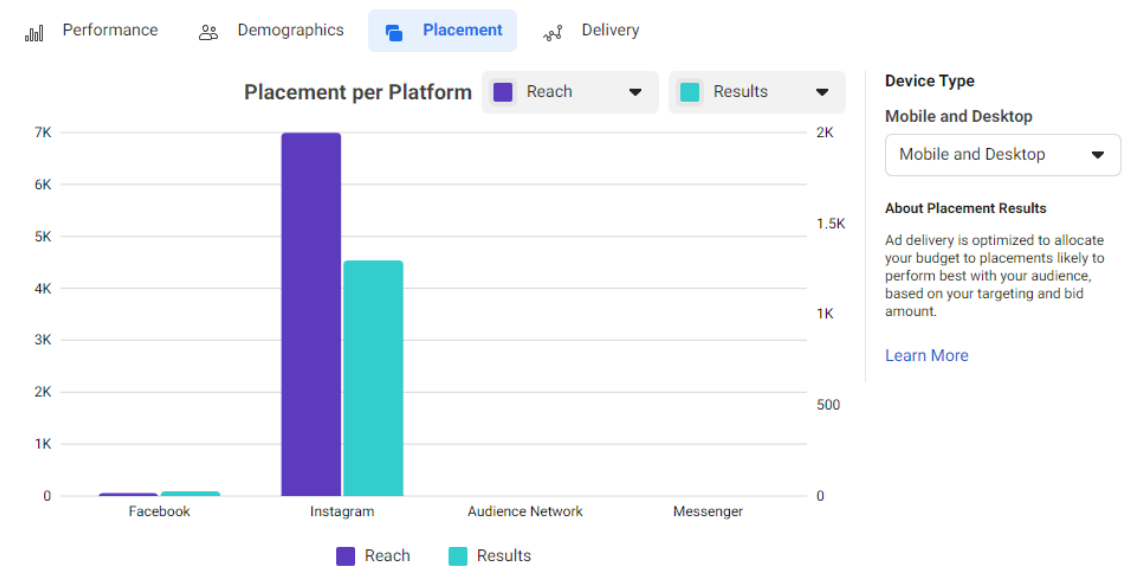 Performance
Demographics
Placement
Delivery
Placement per Platform
Reach
Results
7K
6K
5K
4K
3K
2K
1K
0
2K
1.5K
1K
500
0
Facebook
Instagram
Audience Network
Messenger
Reach
Results
Device Type
Mobile and Desktop
Mobile and Desktop
About Placement Results
Ad delivery is optimized to allocate
your budget to placements likely to
perform best with your audience,
based on your targeting and bid
amount.
Learn More